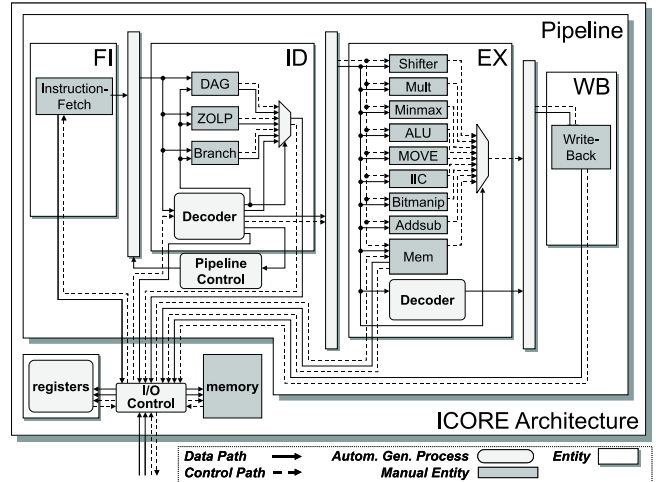 Pipeline
FI
ID
EX
WB
Instruction-
Fetch
DAG
ZOLP
Branch
Decoder
Pipeline
Control
Shifter
Mult
Minmax
ALU
MOVE
IIC
Bitmanip
Addsub
Mem
Decoder
Write-
Back
registers
I/O
Control
memory
ICORE Architecture
Data Path
Autom. Gen. Process
Entity
Control Path
Manual Entity